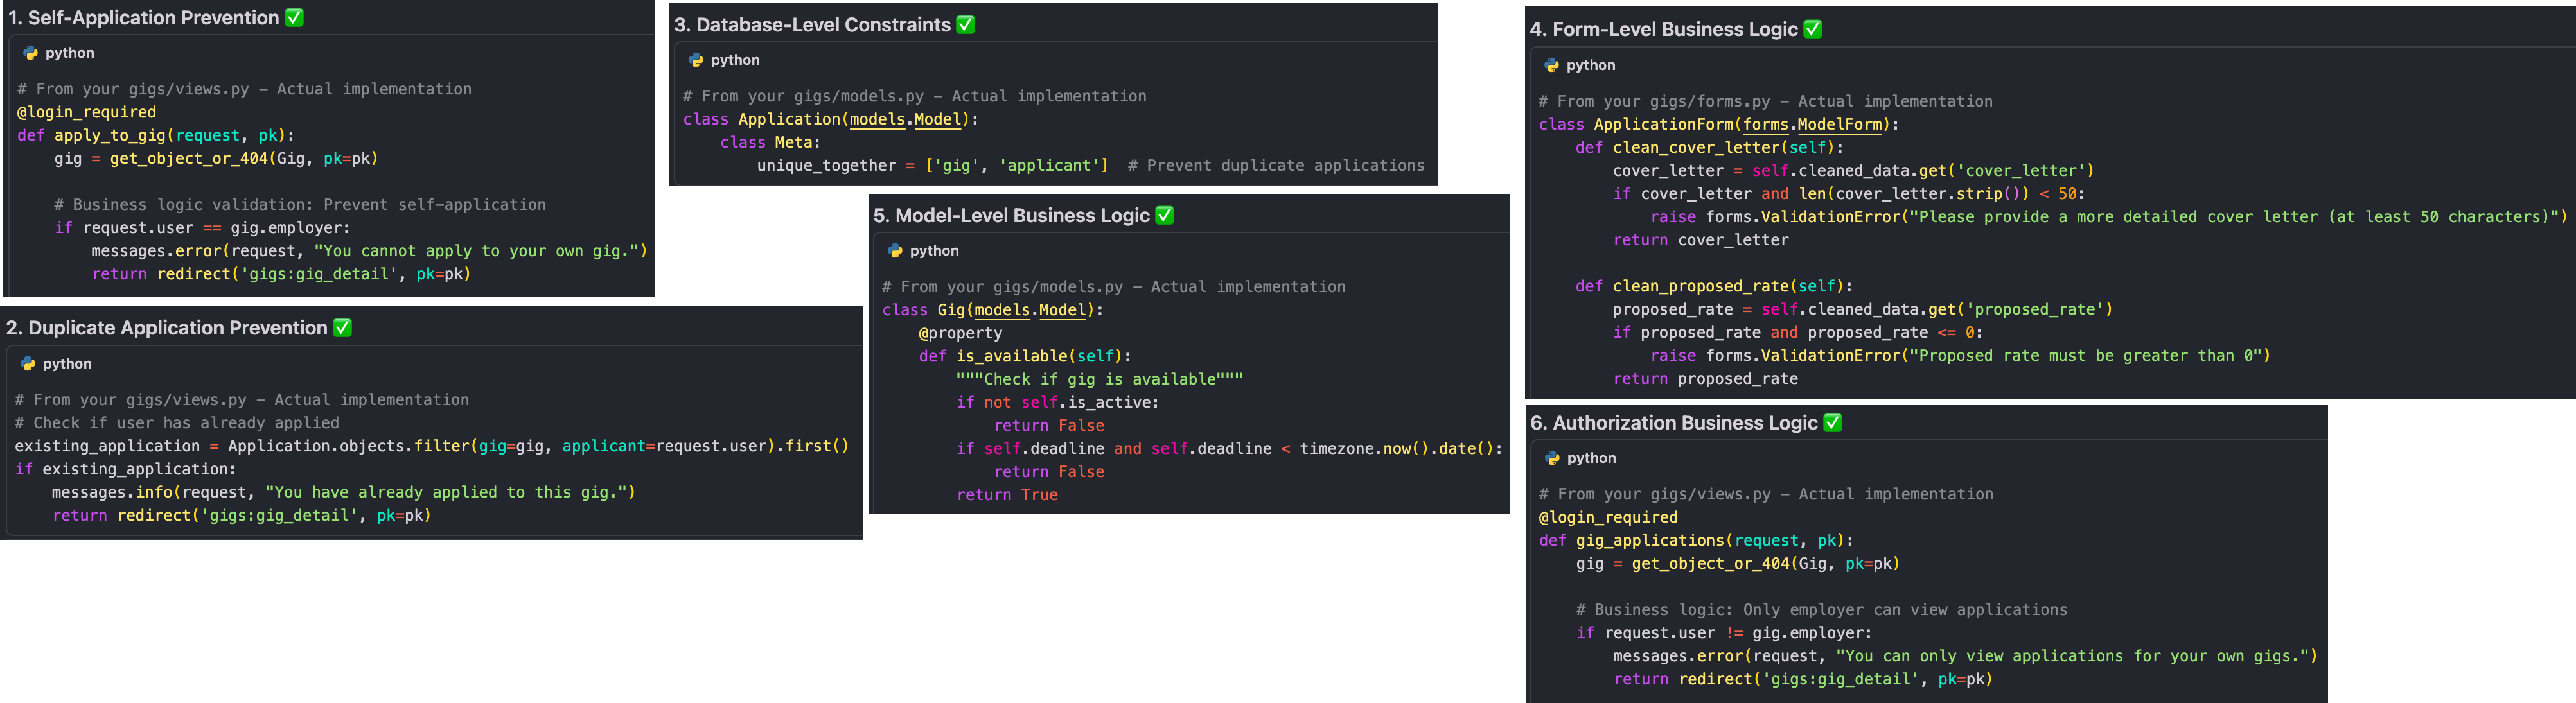 1. Self-Application Prevention ✅
python
# From your gigs/views.py – Actual implementation
@login_required
def apply_to_gig(request, pk):
    gig = get_object_or_404(Gig, pk=pk)
    # Business logic validation: Prevent self-application
    if request.user == gig.employer:
        messages.error(request, "You cannot apply to your own gig.")
        return redirect('gigs:gig_detail', pk=pk)
2. Duplicate Application Prevention ✅
python
# From your gigs/views.py – Actual implementation
# Check if user has already applied
existing_application = Application.objects.filter(gig=gig, applicant=request.user).first()
if existing_application:
    messages.info(request, "You have already applied to this gig.")
    return redirect('gigs:gig_detail', pk=pk)
3. Database-Level Constraints ✅
python
# From your gigs/models.py – Actual implementation
class Application(models.Model):
    class Meta:
        unique_together = ['gig', 'applicant']  # Prevent duplicate applications
4. Form-Level Business Logic ✅
python
# From your gigs/forms.py – Actual implementation
class ApplicationForm(forms.ModelForm):
    def clean_cover_letter(self):
        cover_letter = self.cleaned_data.get('cover_letter')
        if cover_letter and len(cover_letter.strip()) < 50:
            raise forms.ValidationError("Please provide a more detailed cover letter (at least 50 characters)")
        return cover_letter
    def clean_proposed_rate(self):
        proposed_rate = self.cleaned_data.get('proposed_rate')
        if proposed_rate and proposed_rate <= 0:
            raise forms.ValidationError("Proposed rate must be greater than 0")
        return proposed_rate
5. Model-Level Business Logic ✅
python
# From your gigs/models.py – Actual implementation
class Gig(models.Model):
    @property
    def is_available(self):
        """Check if gig is available"""
        if not self.is_active:
            return False
        if self.deadline and self.deadline < timezone.now().date():
            return False
        return True
6. Authorization Business Logic ✅
python
# From your gigs/views.py – Actual implementation
@login_required
def gig_applications(request, pk):
    gig = get_object_or_404(Gig, pk=pk)
    # Business logic: Only employer can view applications
    if request.user != gig.employer:
        messages.error(request, "You can only view applications for your own gigs.")
        return redirect('gigs:gig_detail', pk=pk)